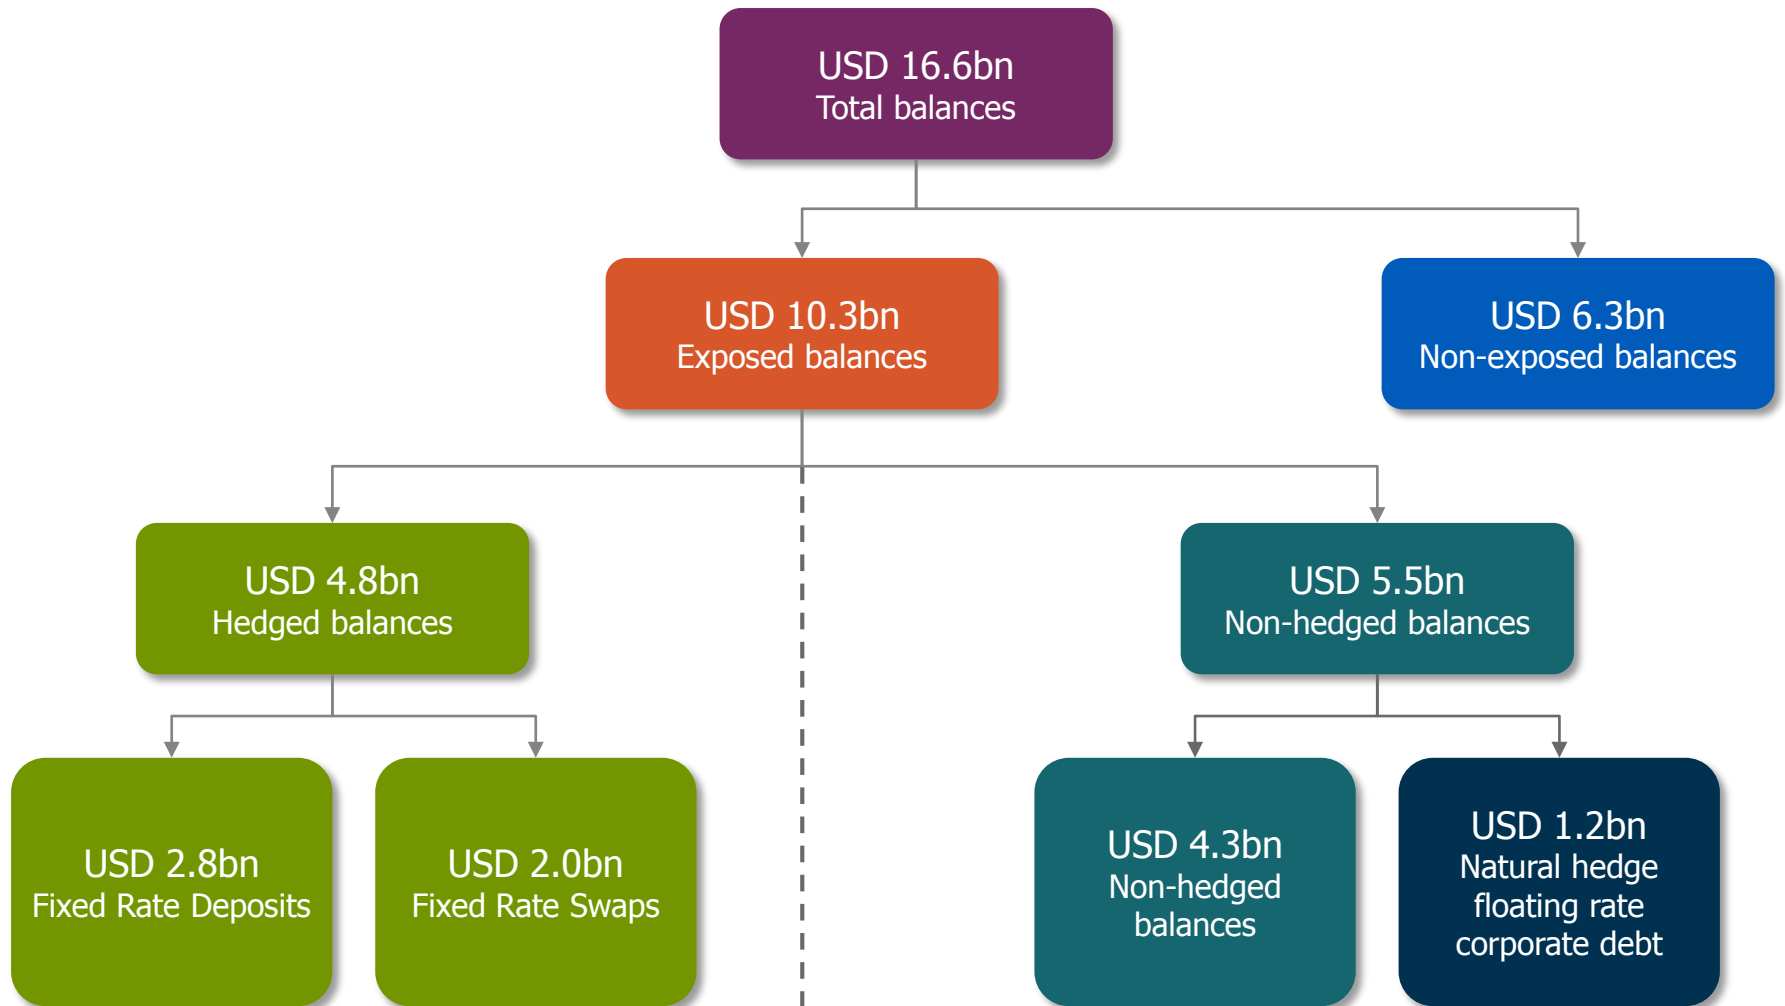 USD 16.6bn
Total balances
USD 10.3bn
Exposed balances
USD 6.3bn
Non-exposed balances
USD 4.8bn
Hedged balances
USD 5.5bn
Non-hedged balances
USD 2.8bn
Fixed Rate Deposits
USD 2.0bn
Fixed Rate Swaps
USD 4.3bn
Non-hedged
balances
USD 1.2bn
Natural hedge
floating rate
corporate debt